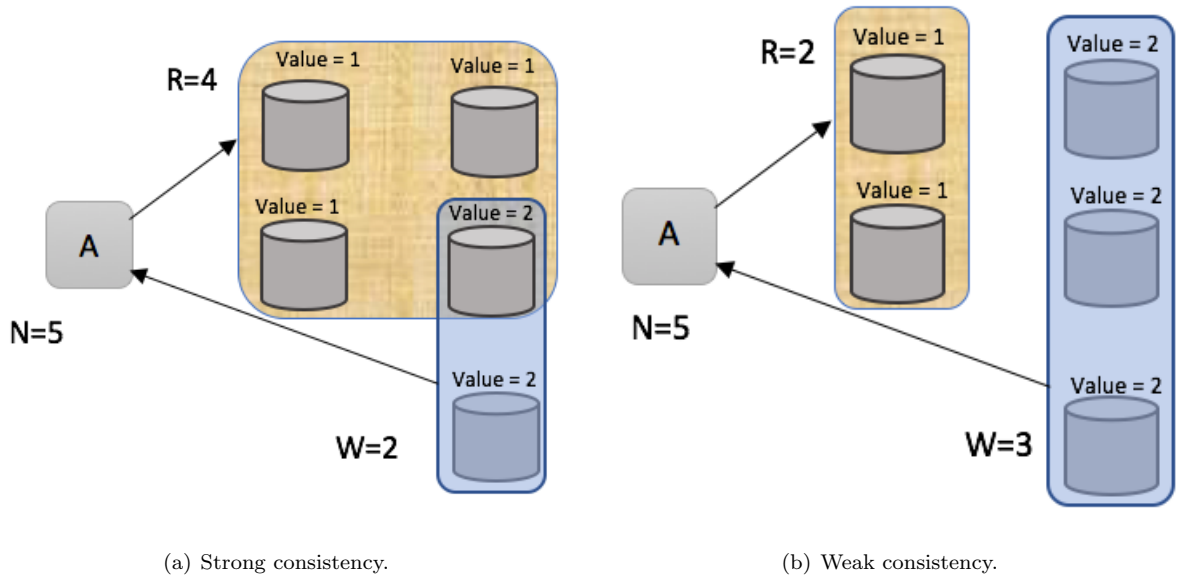 Value = 1
Value = 1
R=4
Value = 1
Value = 2
A
N=5
Value = 2
W=2
(a) Strong consistency.
Value = 1
Value = 2
R=2
Value = 1
Value = 2
A
N=5
Value = 2
W=3
(b) Weak consistency.